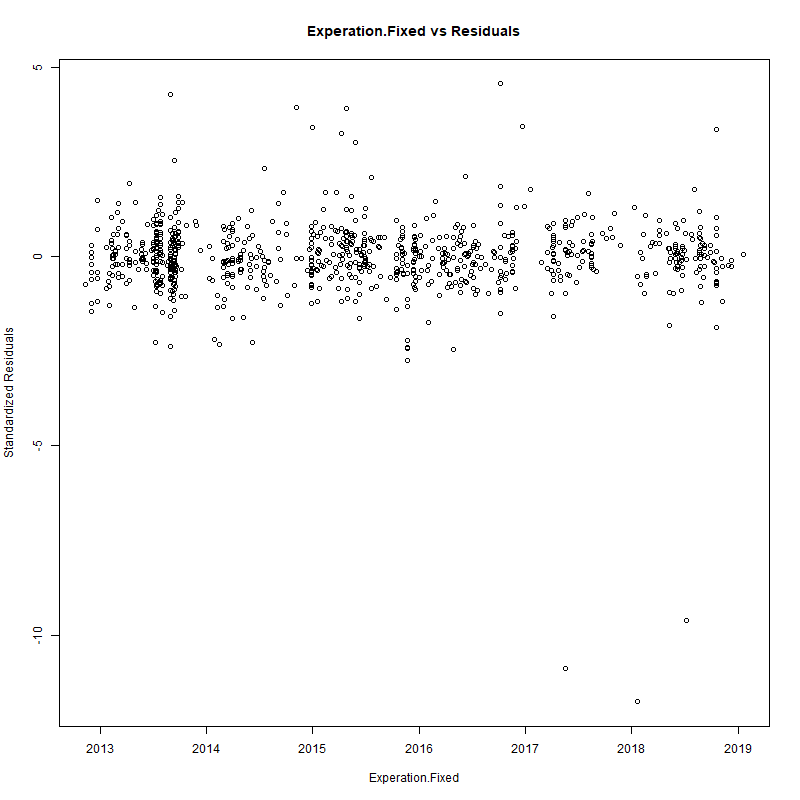 Experation.Fixed vs Residuals
5
0
-5
-10
Standardized Residuals
2013 2014 2015 2016 2017 2018 2019
Experation.Fixed